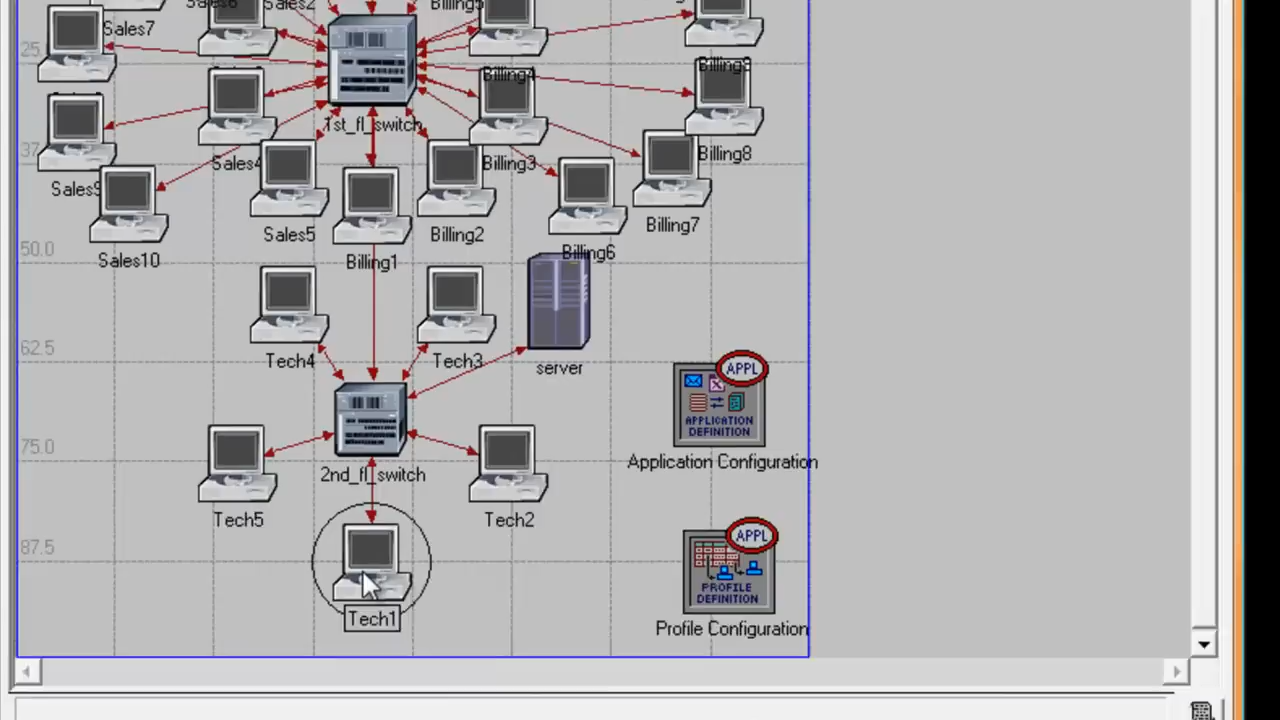 Sales2
Sales7
25
Billing4
1st_fl_switch
37
Sales4
Billing3
Billing8
Sales9
Sales5
Billing2
Billing7
50.0
Sales10
Billing1
Billing6
62.5
Tech4
Tech3
server
APPL
APPLICATION
DEFINITION
75.0
2nd_fl_switch
Application Configuration
Tech5
Tech2
87.5
APPL
PROFILE
DEFINITION
Tech1
Profile Configuration